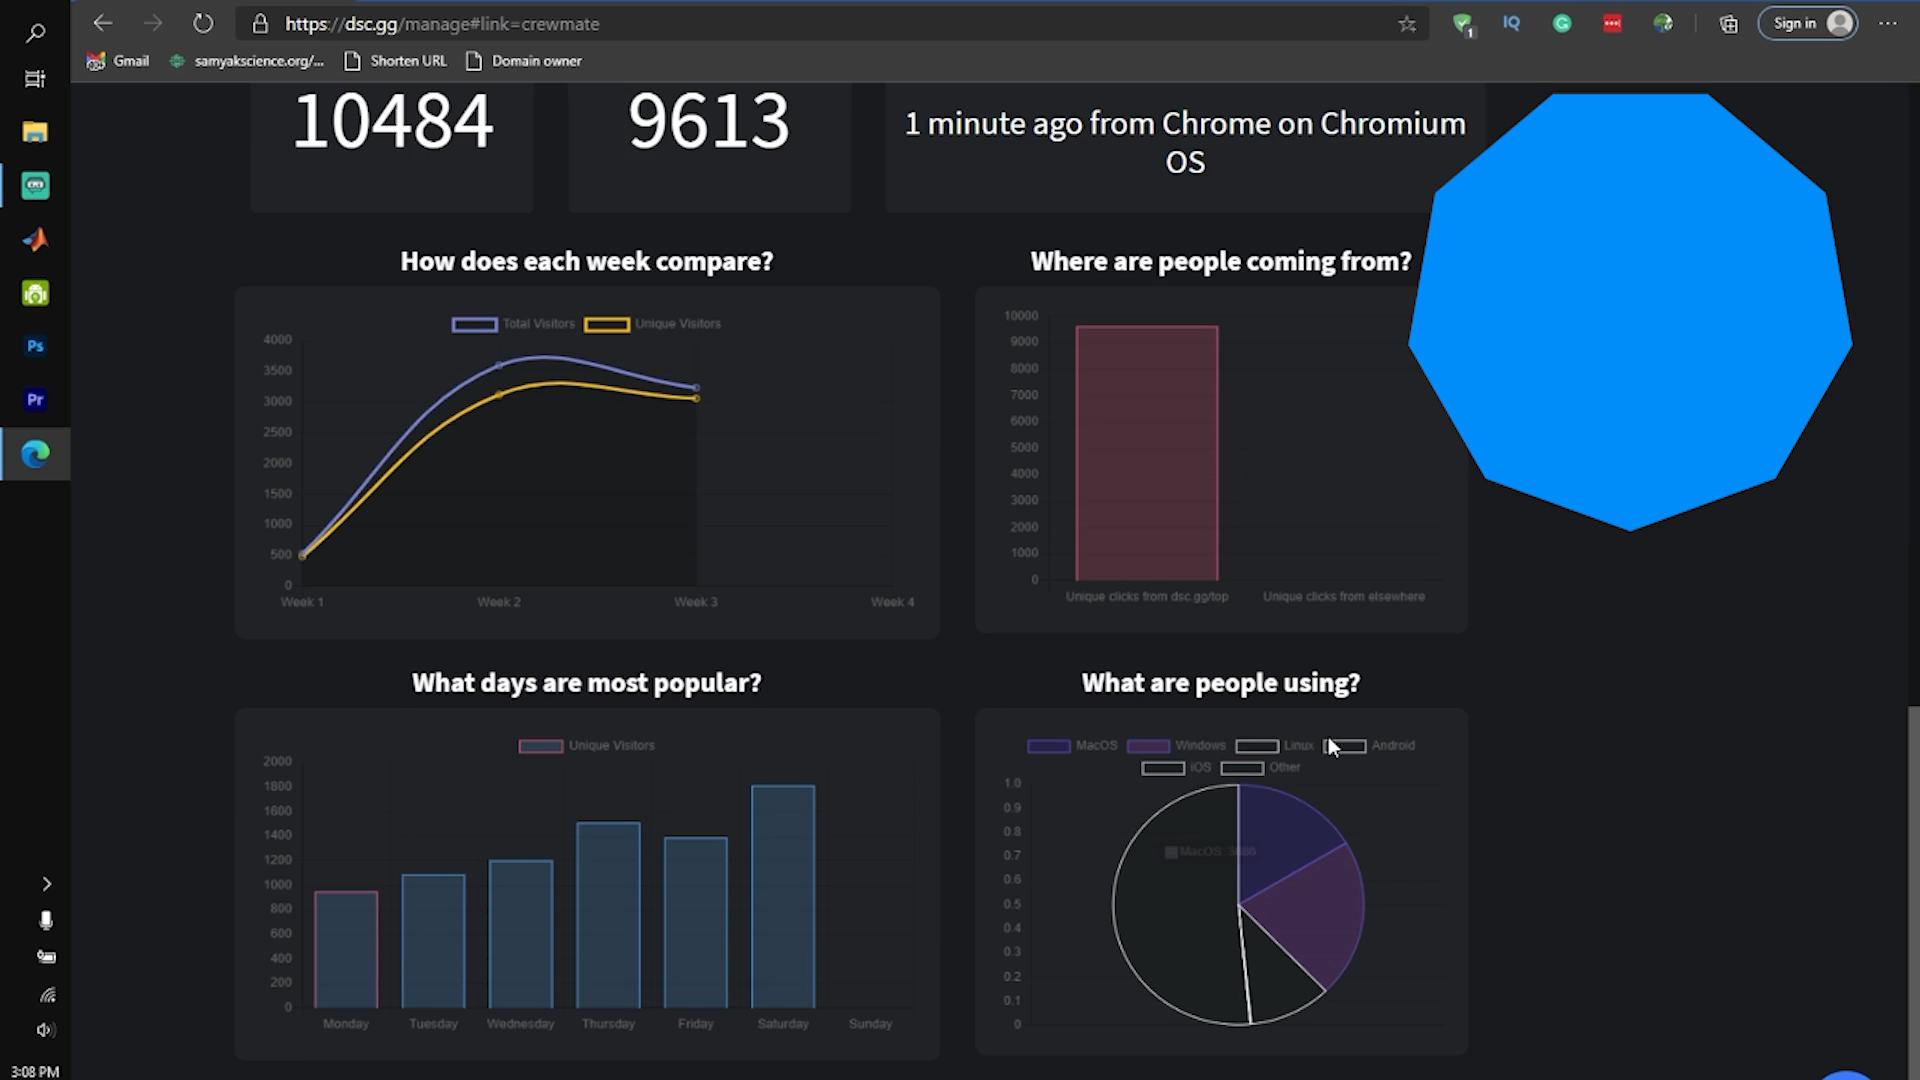 https://dsc.gg/manage#link=crewmate
IQ
1
Sign in
Gmail
samyakscience.org/...
Shorten URL
Domain owner
10484
9613
1 minute ago from Chrome on Chromium
OS
How does each week compare?
Total Visitors
Unique Visitors
4000
3500
3000
2500
2000
1500
1000
500
0
Week 1
Week 2
Week 3
Week 4
Where are people coming from?
10000
9000
8000
7000
6000
5000
4000
3000
2000
1000
0
Unique clicks from dsc.gg/top
Unique clicks from elsewhere
What days are most popular?
Unique Visitors
2000
1800
1600
1400
1200
1000
800
600
400
200
0
Monday
Tuesday
Wednesday
Thursday
Friday
Saturday
Sunday
What are people using?
MacOS
Windows
Linux
Android
iOS
Other
1.0
0.9
0.8
0.7
0.6
0.5
0.4
0.3
0.2
0.1
0
MacOS:
Ps
Pr
3:08 PM